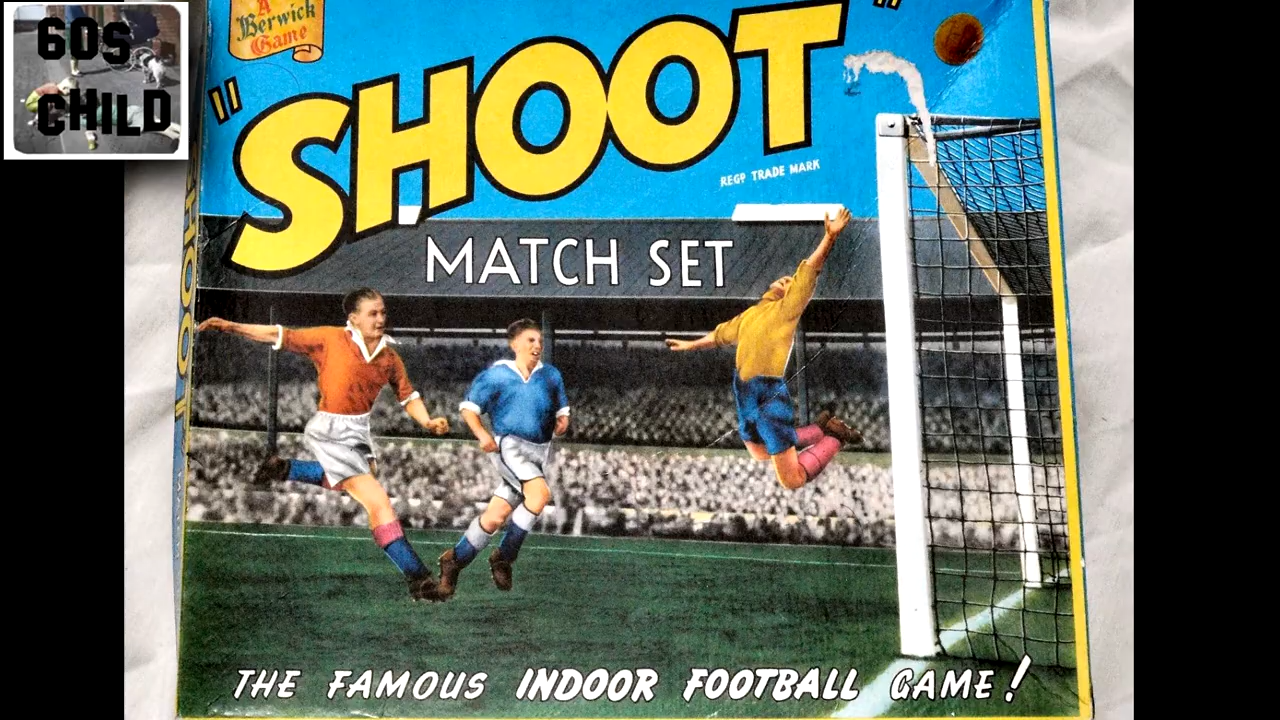 60S
CHILD
A
Berwick
Game
"SHOOT"
REGD TRADE MARK
MATCH SET
THE FAMOUS INDOOR FOOTBALL GAME!